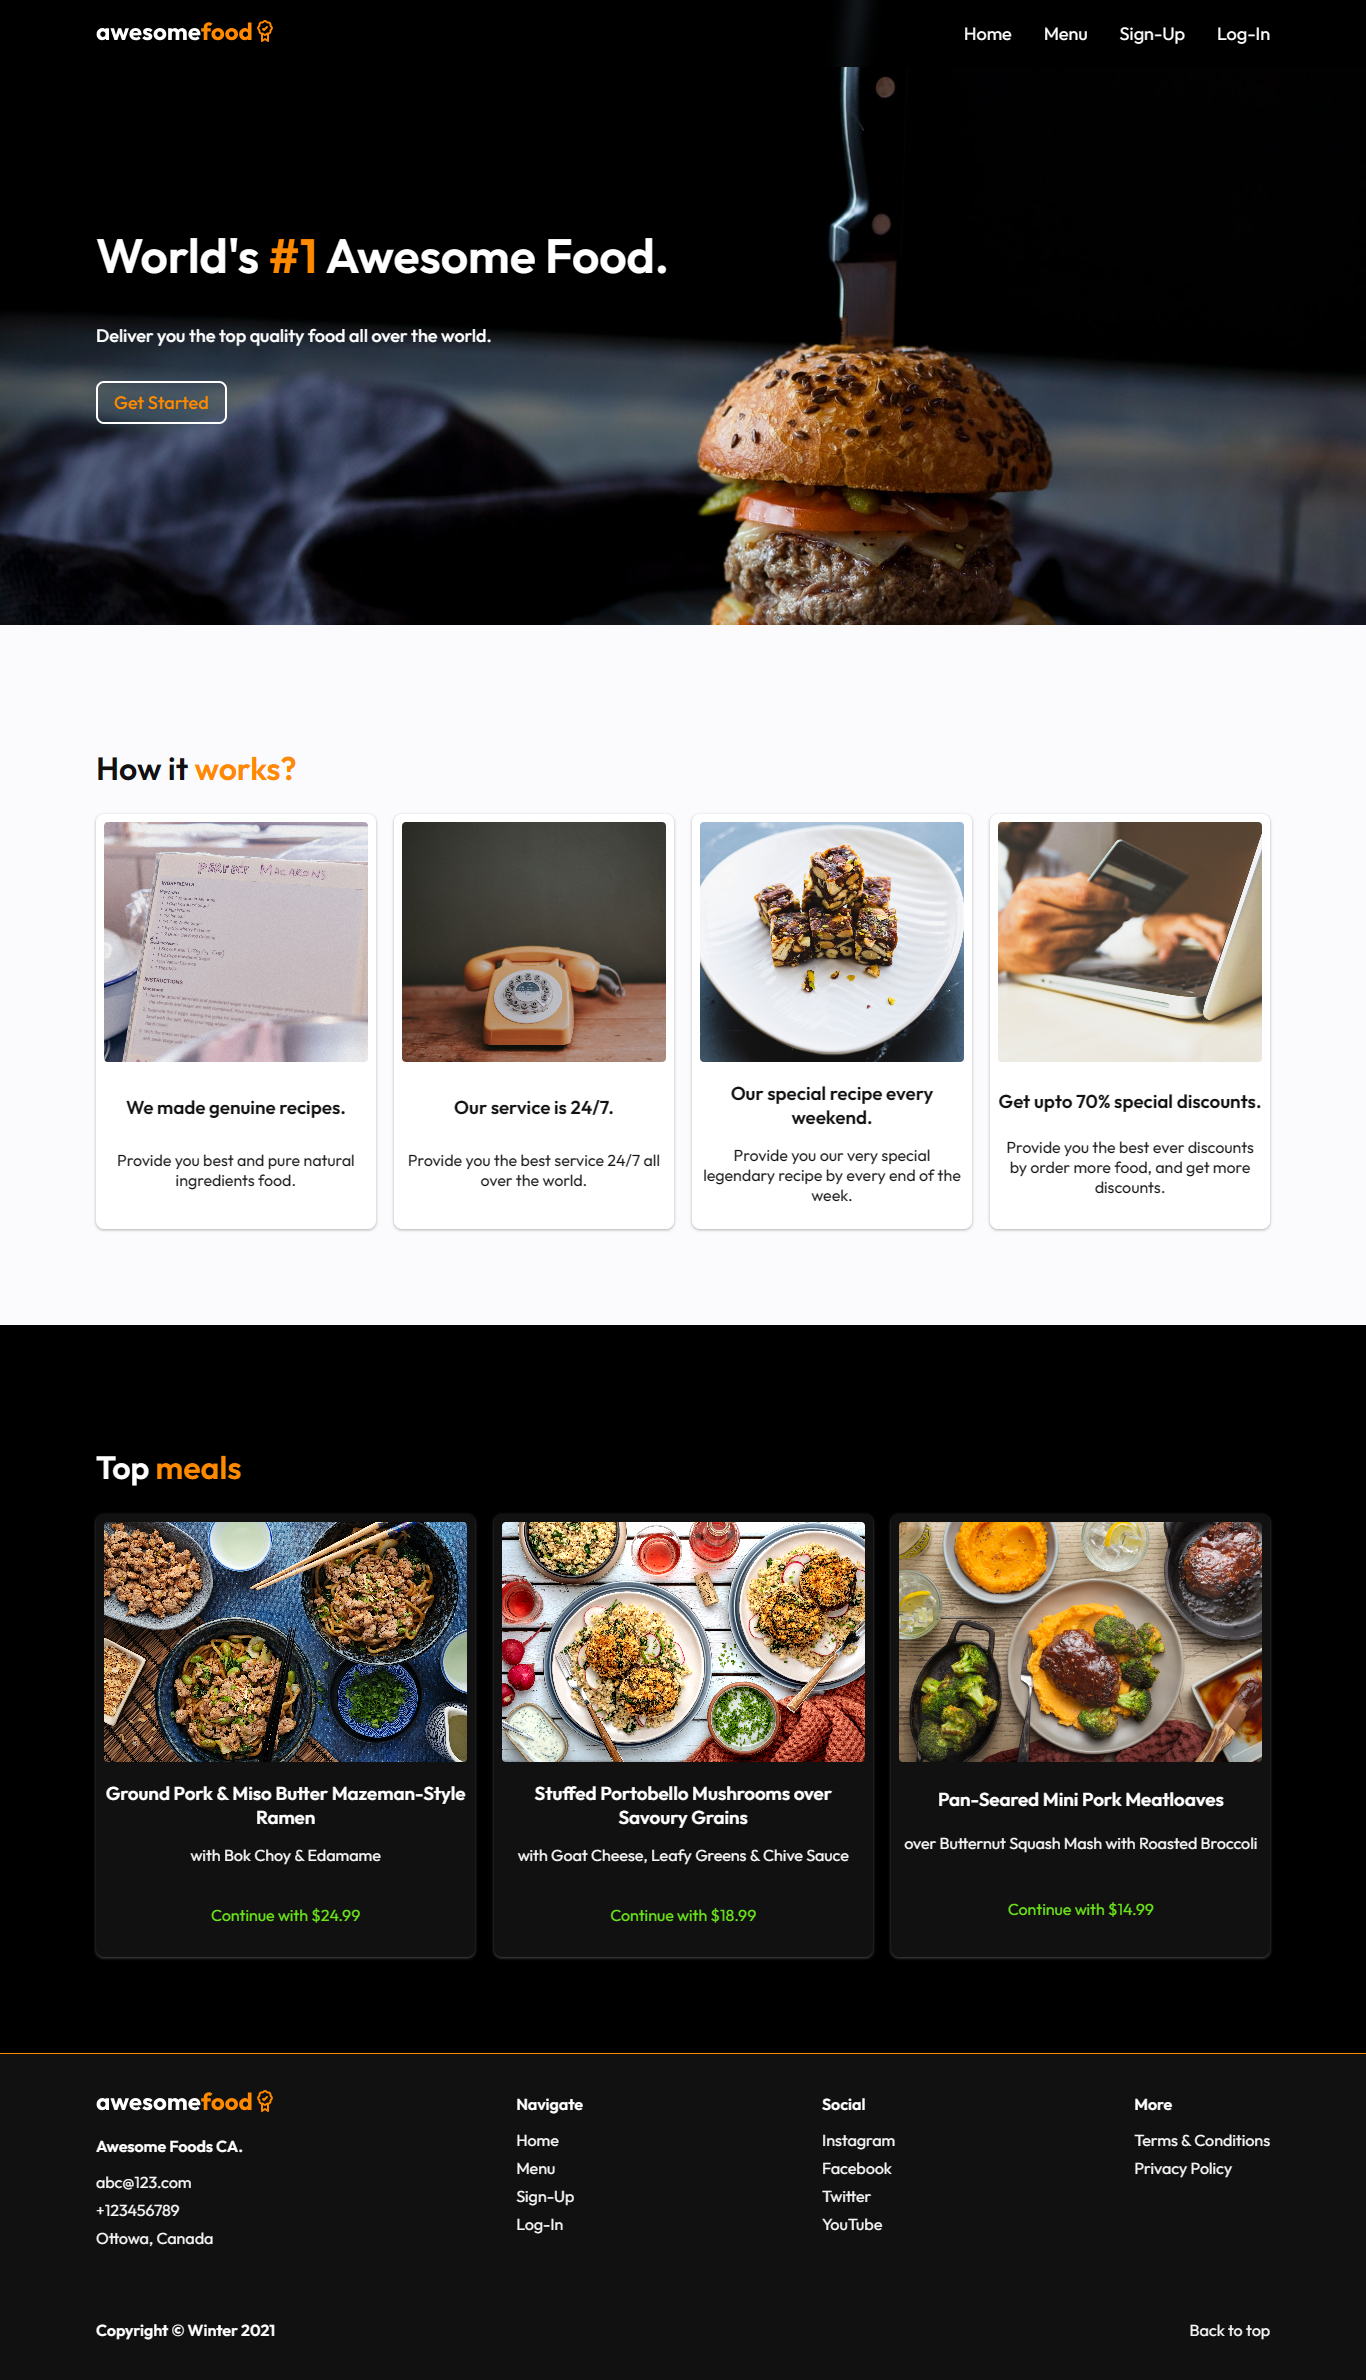 awesomefood
Home Menu Sign-Up Log-In
World's #1 Awesome Food.
Deliver you the top quality food all over the world.
Get Started
How it works?
PERFECT MACARONS
INGREDIENTS
INSTRUCTIONS
We made genuine recipes.
Provide you best and pure natural
ingredients food.
Our service is 24/7.
Provide you the best service 24/7 all
over the world.
Our special recipe every
weekend.
Provide you our very special
legendary recipe by every end of the
week.
Get upto 70% special discounts.
Provide you the best ever discounts
by order more food, and get more
discounts.
Top meals
Ground Pork & Miso Butter Mazeman-Style
Ramen
with Bok Choy & Edamame
Continue with $24.99
Stuffed Portobello Mushrooms over
Savoury Grains
with Goat Cheese, Leafy Greens & Chive Sauce
Continue with $18.99
Pan-Seared Mini Pork Meatloaves
over Butternut Squash Mash with Roasted Broccoli
Continue with $14.99
awesomefood
Awesome Foods CA.
abc@123.com
+123456789
Ottowa, Canada
Navigate
Home
Menu
Sign-Up
Log-In
Social
Instagram
Facebook
Twitter
YouTube
More
Terms & Conditions
Privacy Policy
Copyright © Winter 2021
Back to top